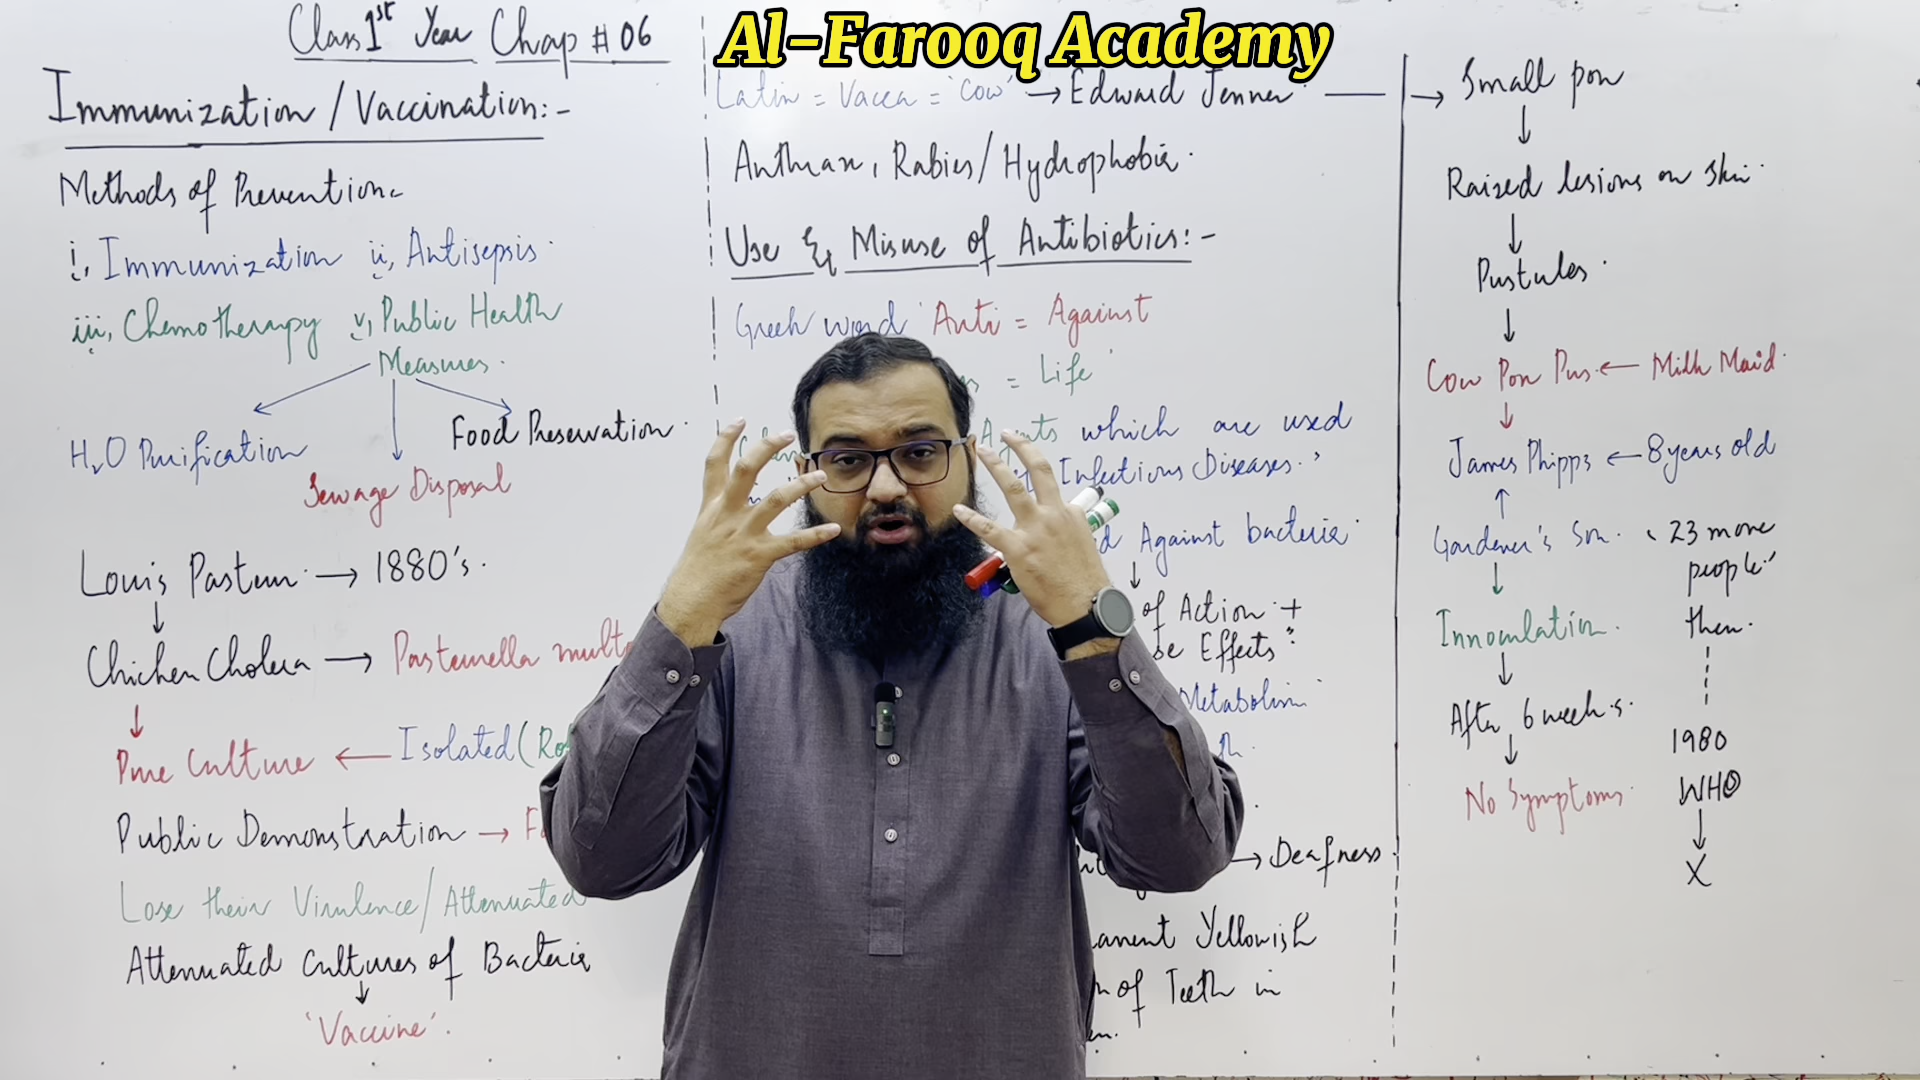 Al-Farooq Academy
Class 1st Year Chap # 06
Immunization / Vaccination:-
Methods of Prevention
i, Immunization ii, Antisepsis
iii, Chemotherapy v, Public Health
Measures.
H2O Purification
Sewage Disposal
Food Preservation.
Louis Pasteur. → 1880's.
↓
Chicken Cholera → Pasteurella multo
↓
Pure Culture ← Isolated (Ro
Public Demonstration →
Lose their Virulence / Attenuated
Attenuated Cultures of Bacteria
↓
'Vaccine'.
Latin = Vacca = 'Cow' → Edward Jenner
Anthrax, Rabies / Hydrophobia.
Use & Misuse of Antibiotics:-
Greek word Anti = Against
= Life
Agents which are used
Infectious Diseases.
Against bacteria
↓
of Action +
Effects
Metabolism
→ Deafness.
anent Yellowish
of Teeth in
→ Small pox
↓
Raised lesions on skin.
↓
Pustules.
↓
Cow Pox Pus. ← Milk Maid.
↓
James Phipps ← 8 years old
↑
Gardener's Son.
↓
Innoculation.
↓
After 6 weeks.
↓
No Symptoms.
23 more
people
then.
1980
WHO
↓
X